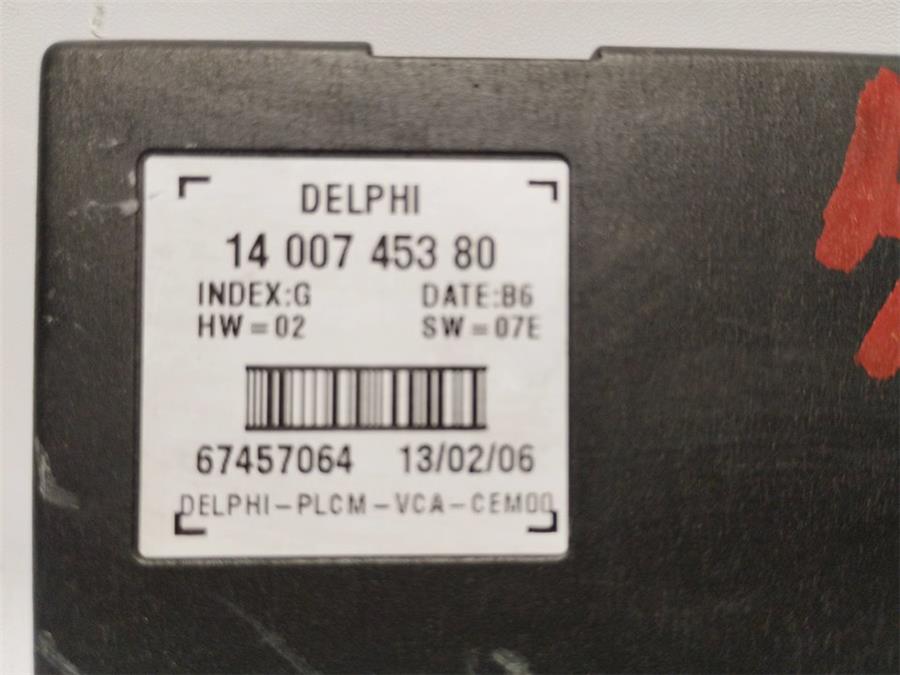 DELPHI
14 007 453 80
INDEX:G DATE:B6
HW=02 SW=07E
67457064 13/02/06
DELPHI-PLCM-VCA-CEM00